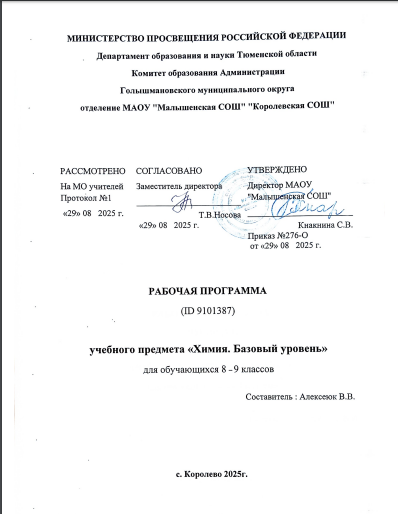 МИНИСТЕРСТВО ПРОСВЕЩЕНИЯ РОССИЙСКОЙ ФЕДЕРАЦИИ
Департамент образования и науки Тюменской области
Комитет образования Администрации
Голышмановского муниципального округа
отделение МАОУ "Малышенская СОШ" "Королевская СОШ"
РАССМОТРЕНО
На МО учителей
Протокол №1
«29» 08 2025 г.
СОГЛАСОВАНО
Заместитель директора
Т.В.Носова
«29» 08 2025 г.
УТВЕРЖДЕНО
Директор МАОУ
"Малышенская СОШ"
Кнакнина С.В.
Приказ №276-О
от «29» 08 2025 г.
РАБОЧАЯ ПРОГРАММА
(ID 9101387)
учебного предмета «Химия. Базовый уровень»
для обучающихся 8 – 9 классов
Составитель : Алексеюк В.В.
с. Королево 2025г.